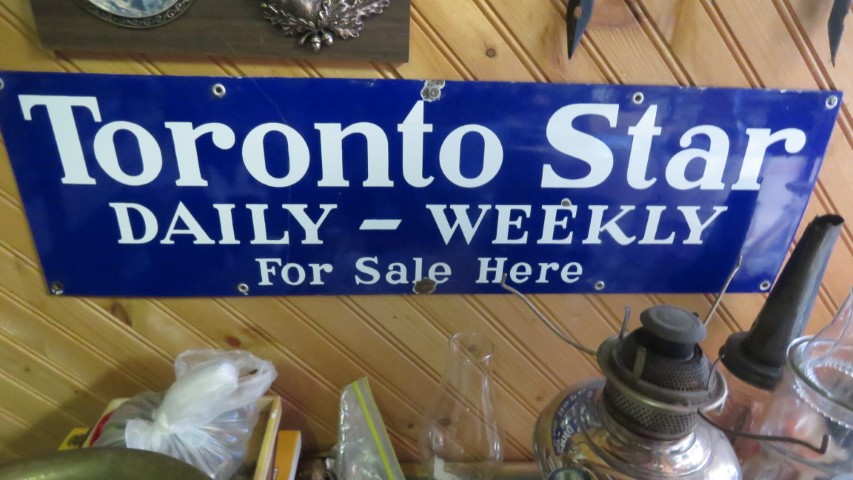 Toronto Star
DAILY – WEEKLY
For Sale Here